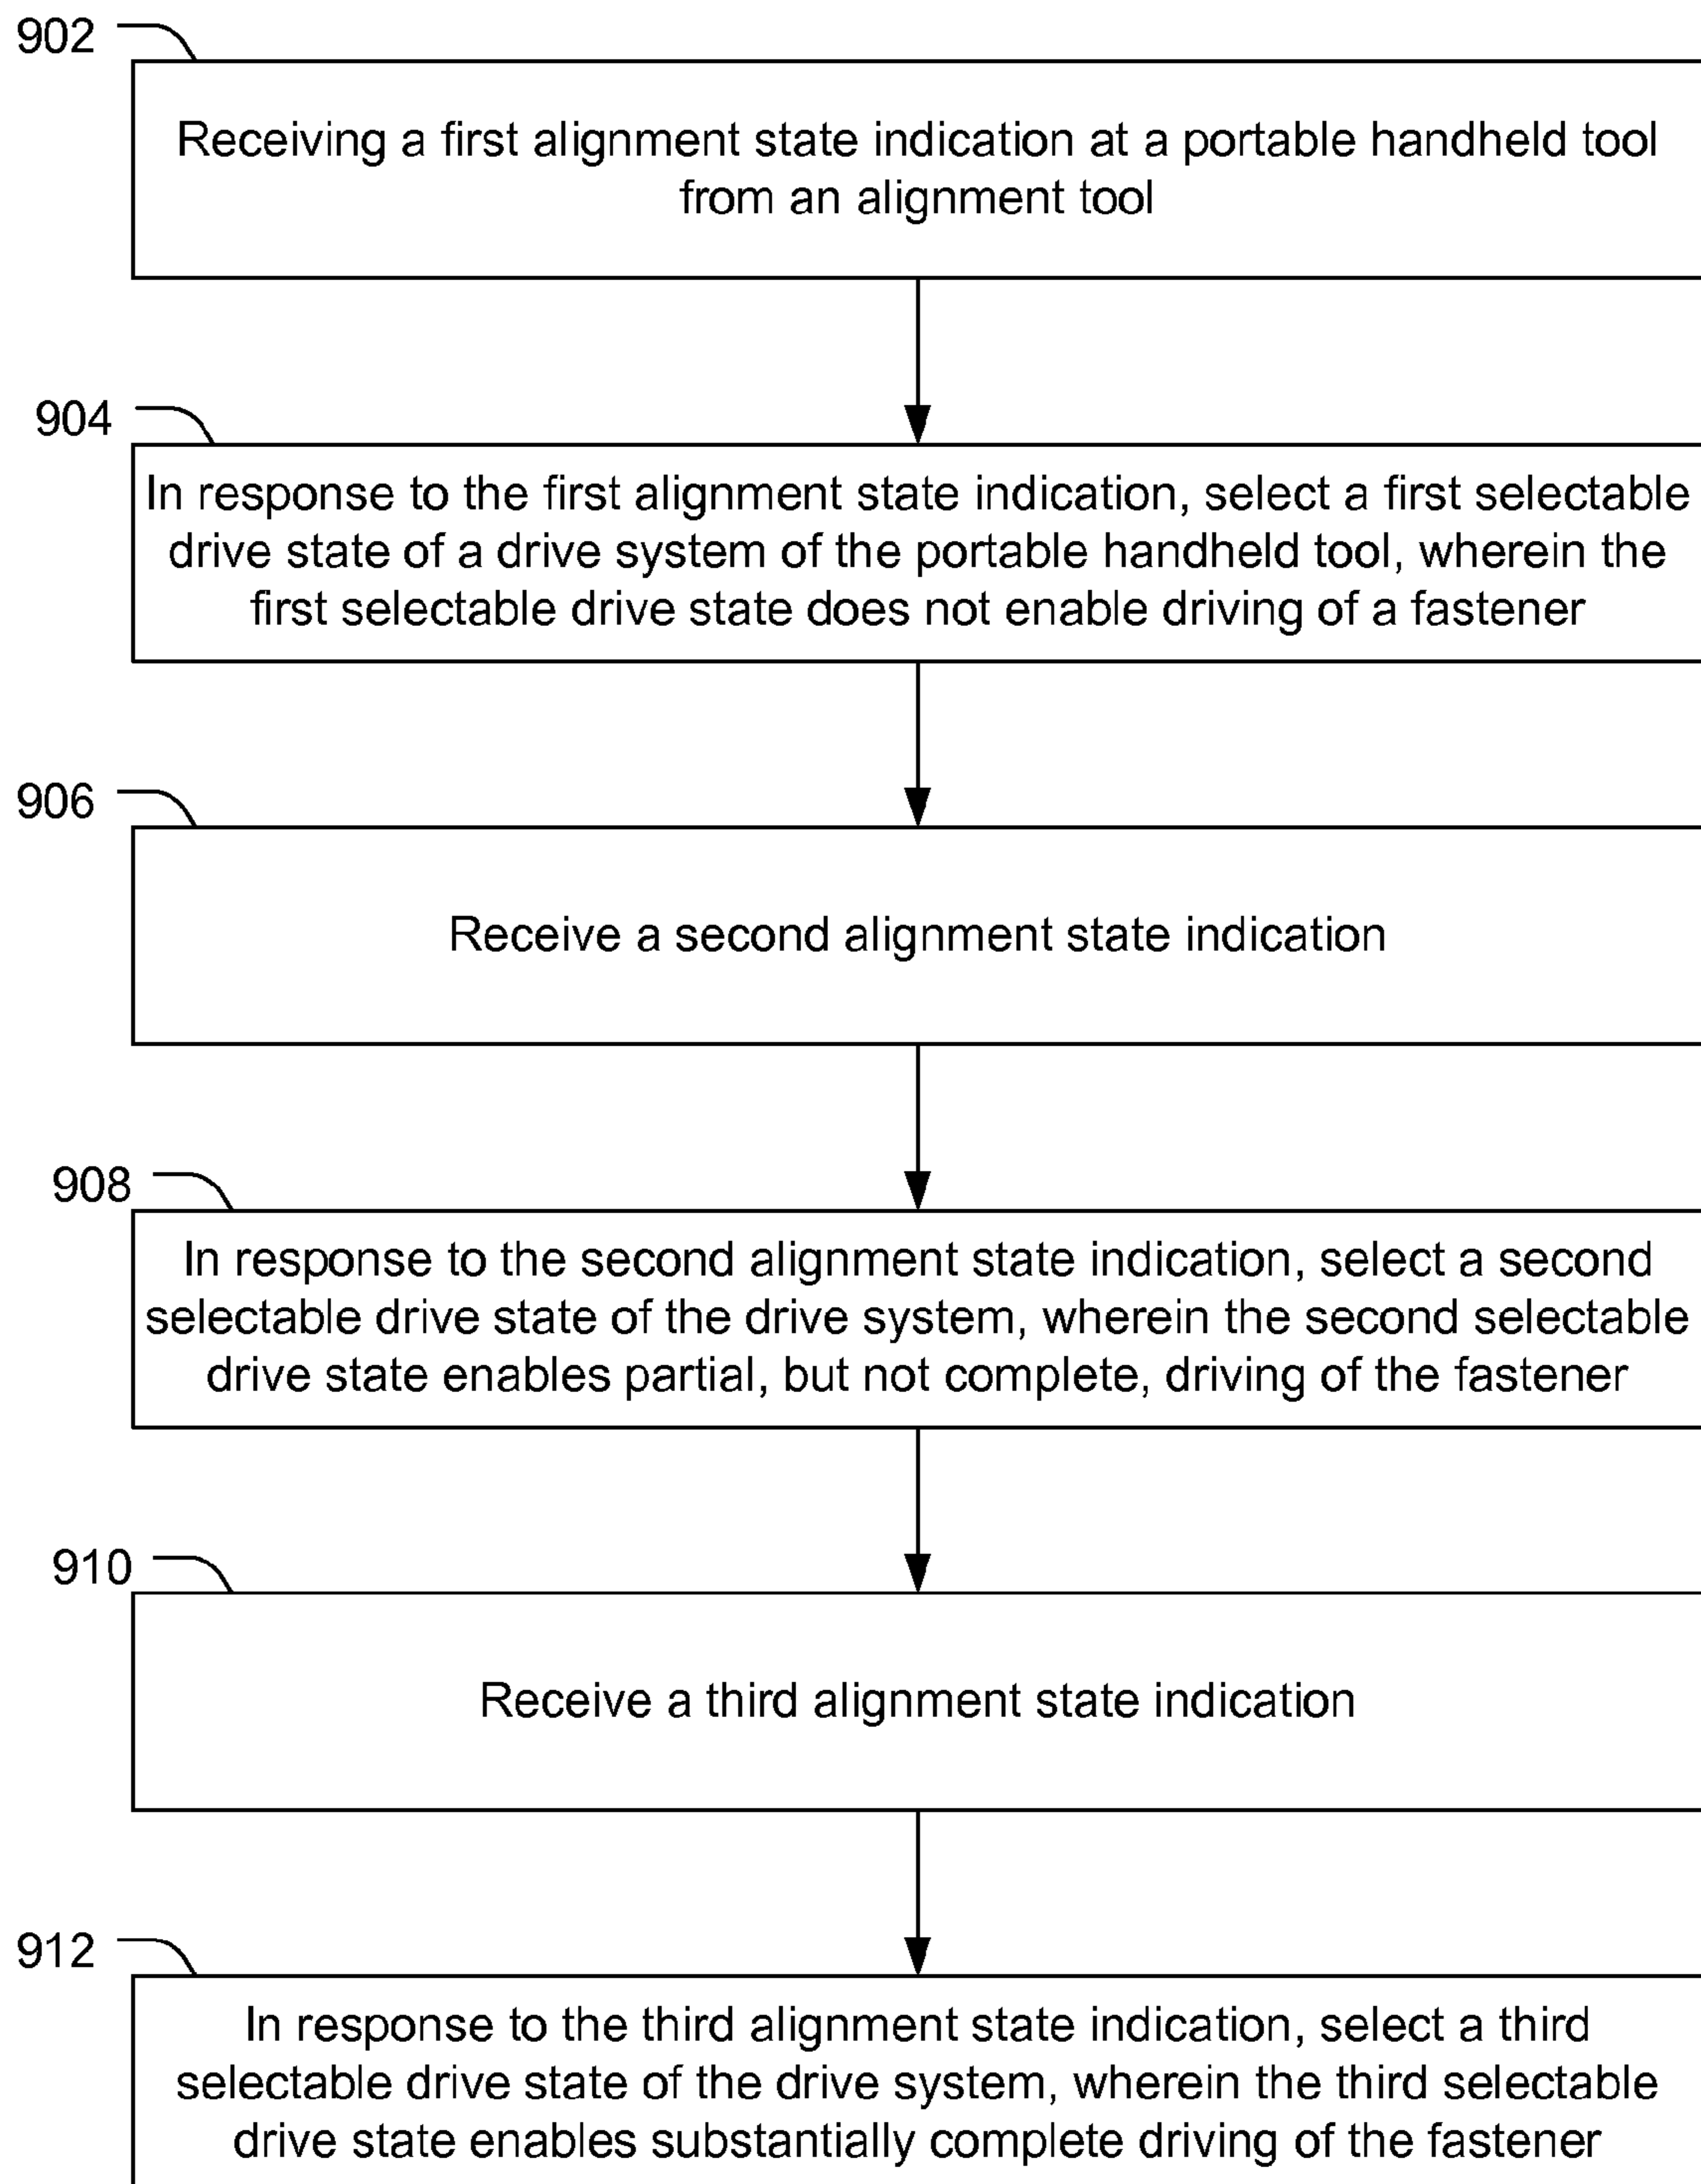 902
Receiving a first alignment state indication at a portable handheld tool
from an alignment tool
904
In response to the first alignment state indication, select a first selectable
drive state of a drive system of the portable handheld tool, wherein the
first selectable drive state does not enable driving of a fastener
906
Receive a second alignment state indication
908
In response to the second alignment state indication, select a second
selectable drive state of the drive system, wherein the second selectable
drive state enables partial, but not complete, driving of the fastener
910
Receive a third alignment state indication
912
In response to the third alignment state indication, select a third
selectable drive state of the drive system, wherein the third selectable
drive state enables substantially complete driving of the fastener